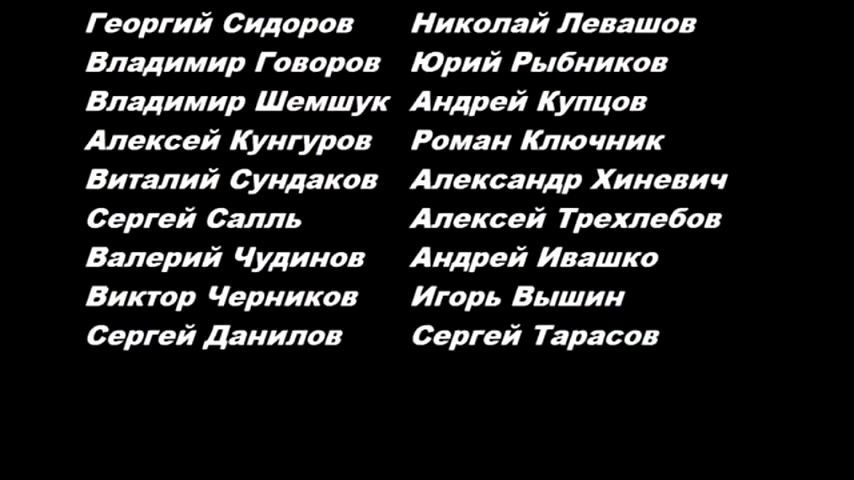 Георгий Сидоров
Владимир Говоров
Владимир Шемшук
Алексей Кунгуров
Виталий Сундаков
Сергей Салль
Валерий Чудинов
Виктор Черников
Сергей Данилов
Николай Левашов
Юрий Рыбников
Андрей Купцов
Роман Ключник
Александр Хиневич
Алексей Трехлебов
Андрей Ивашко
Игорь Вышин
Сергей Тарасов